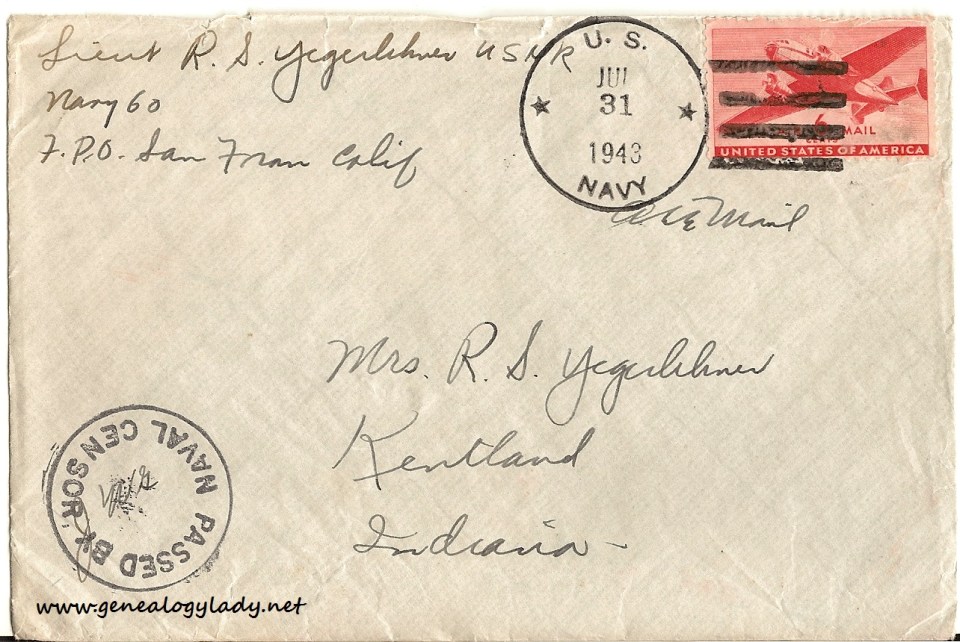 Lieut R. S. Yegerlehner USNR
Navy 60
F.P.O. San Fran Calif
U. S.
JUL
31
1943
NAVY
MAIL
UNITED STATES OF AMERICA
Air Mail
Mrs. R. S. Yegerlehner
Kentland
Indiana -
PASSED BY NAVAL CENSOR
www.genealogylady.net